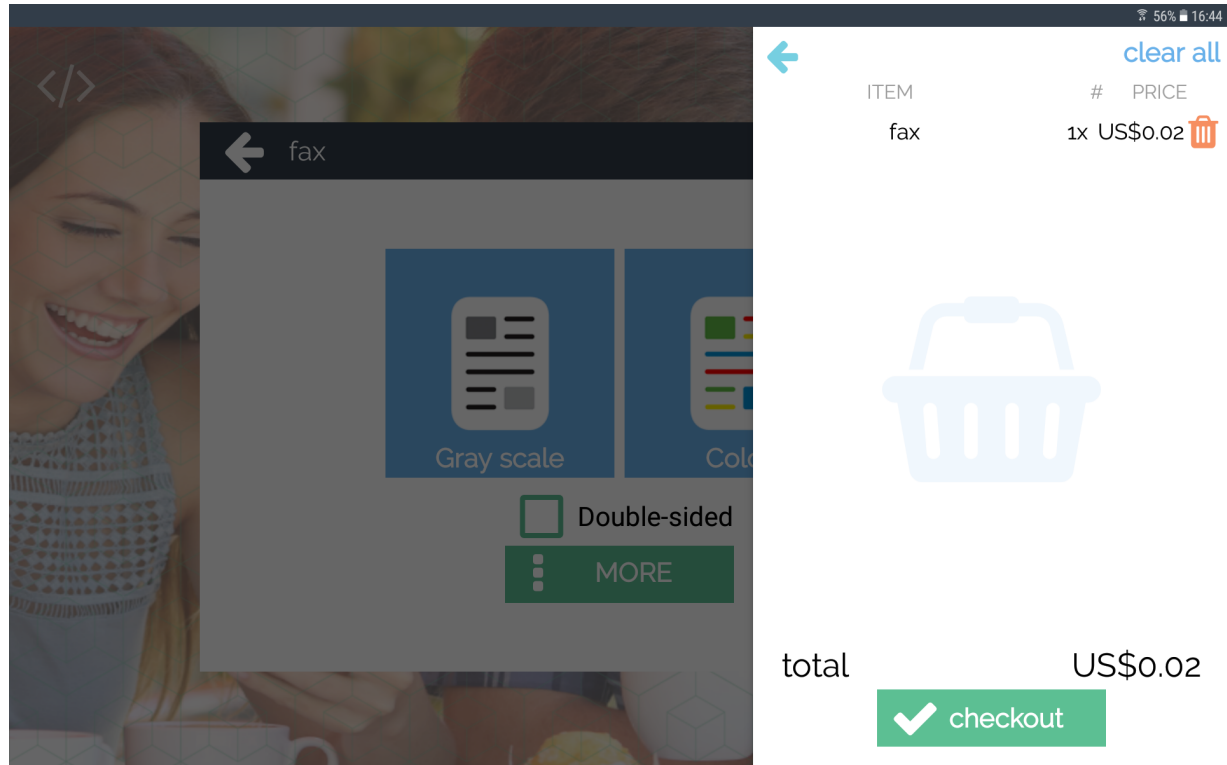 56% 16:44
clear all
ITEM # PRICE
fax 1x US$0.02
</>
fax
Gray scale
Double-sided
MORE
total US$0.02
checkout